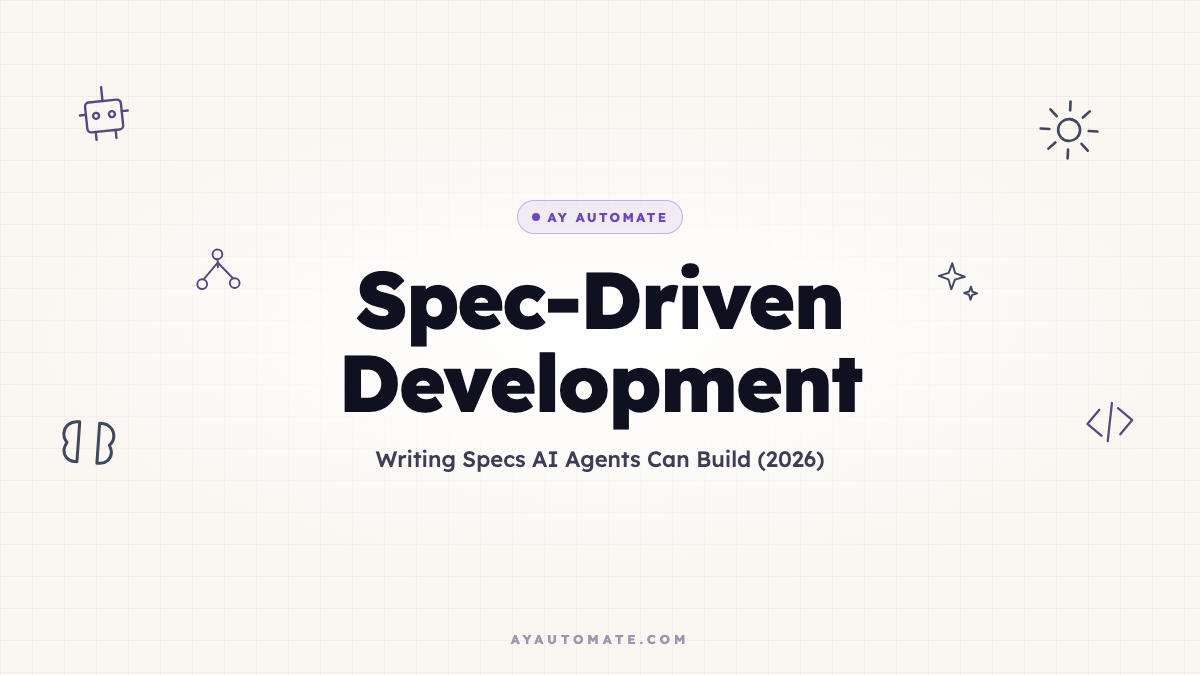 AY AUTOMATE
Spec-Driven
Development
Writing Specs AI Agents Can Build (2026)
AYAUTOMATE.COM